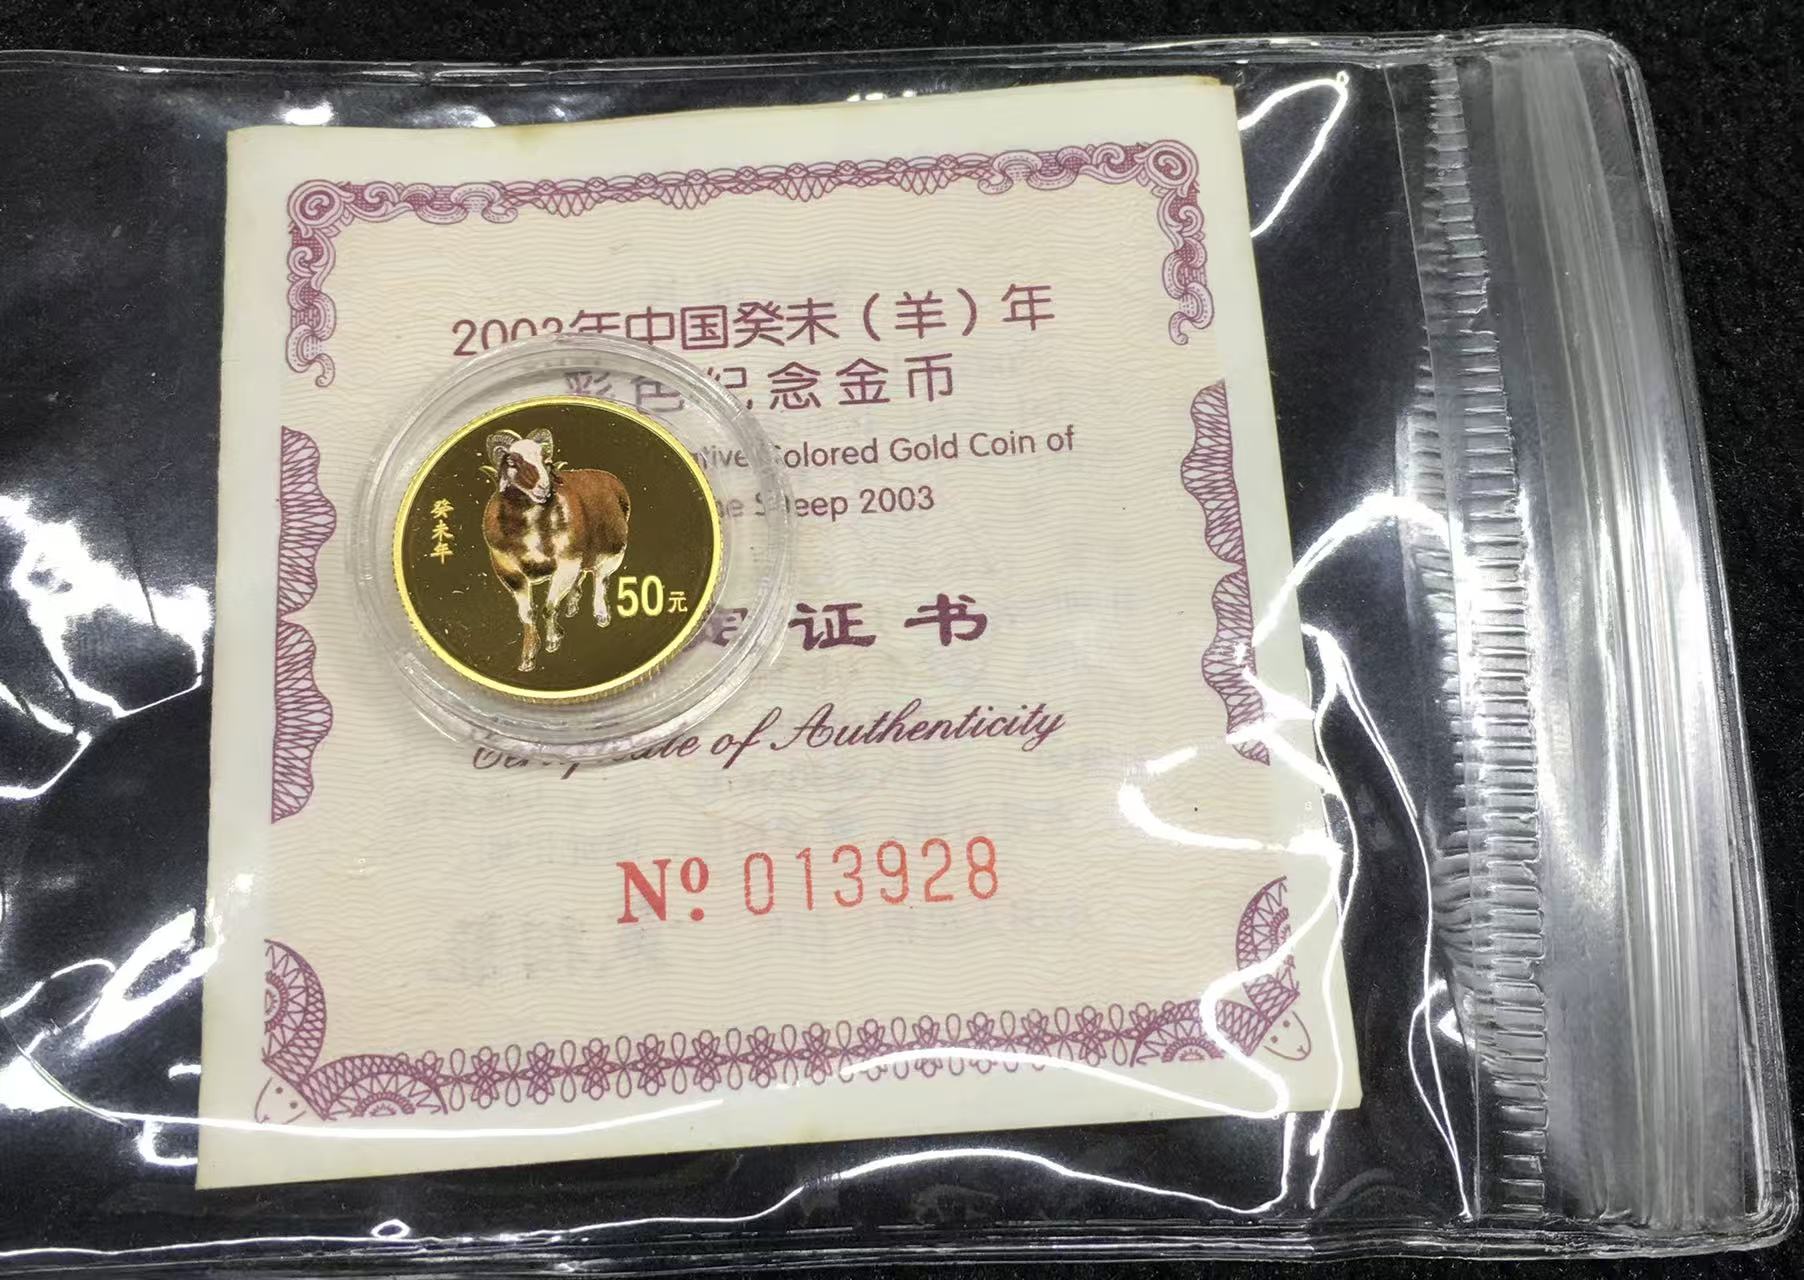 2003年中国癸未（羊）年
彩色纪念金币
Colored Gold Coin of
Sheep 2003
癸未年
50元
证书
Certificate of Authenticity
No. 013928